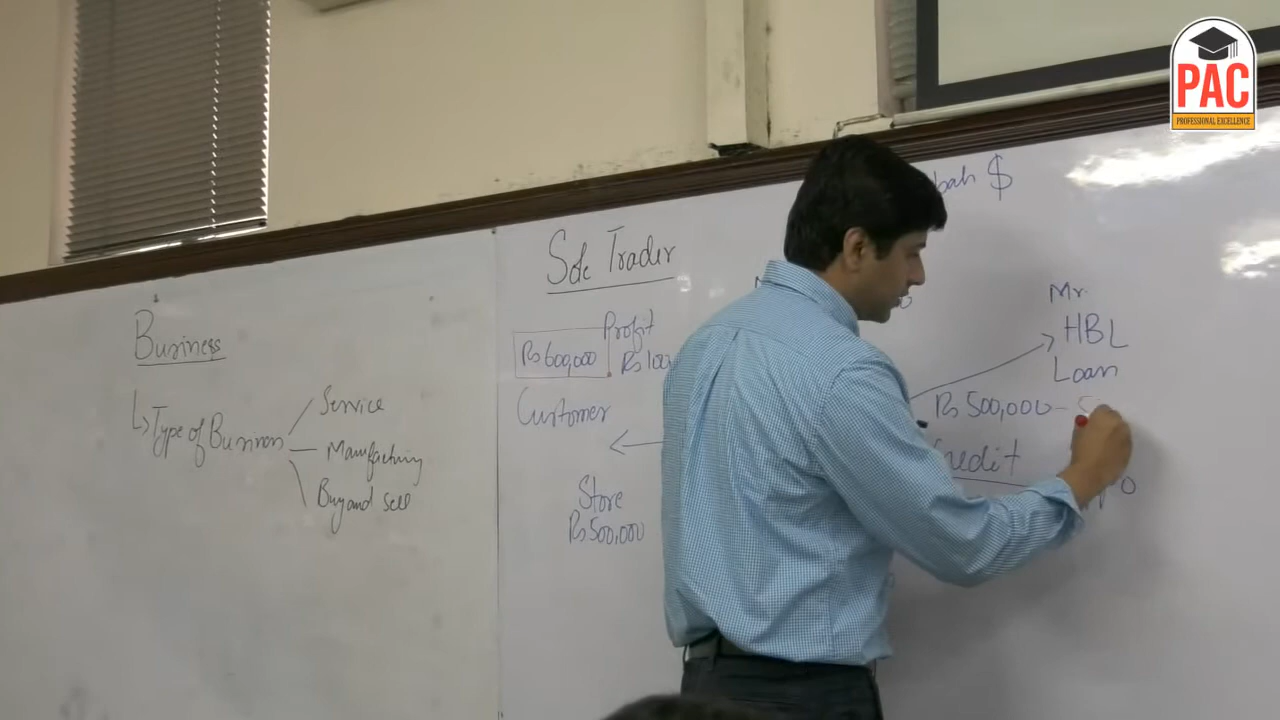 PAC
PROFESSIONAL EXCELLENCE
Business
Type of Business
Service
Manufacturing
Buy and sell
Sole Trader
Profit
Rs 600,000
Customer
Store
Rs 500,000
$
Mr.
HBL
Loan
Rs 500,000 -